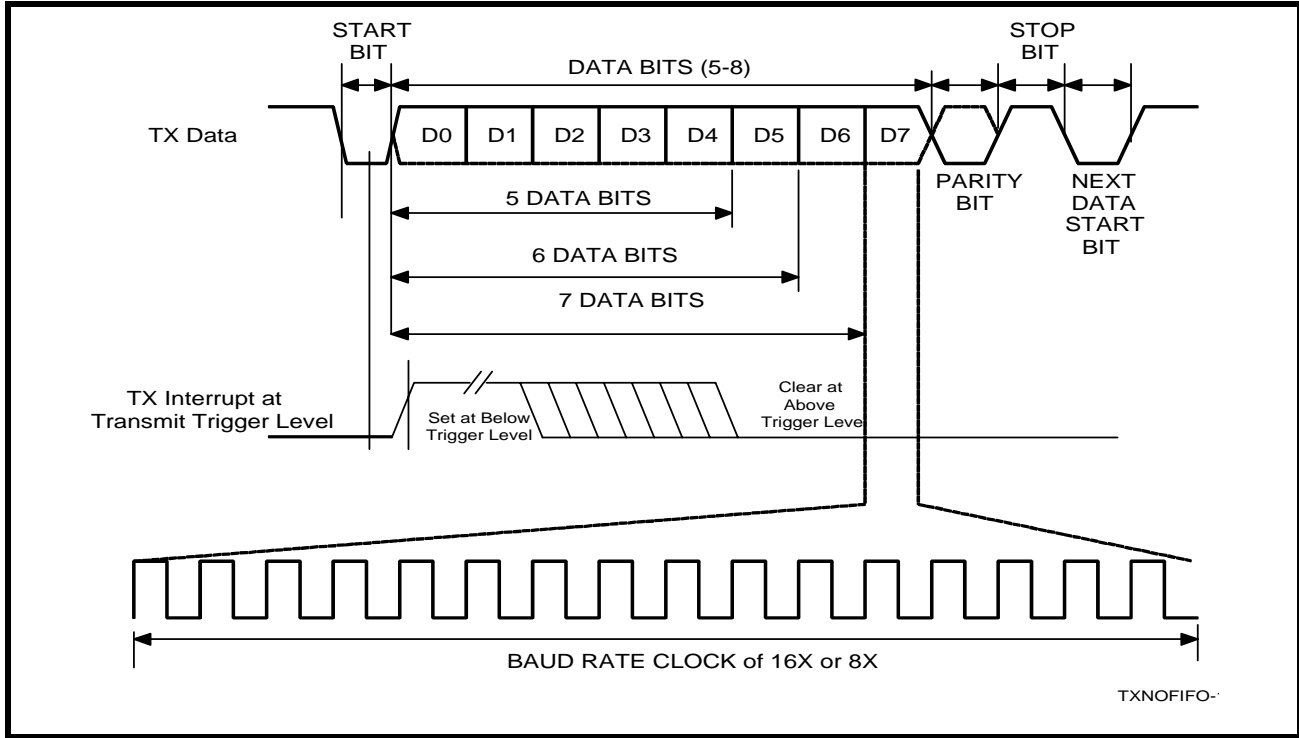 START
BIT
STOP
BIT
DATA BITS (5-8)
TX Data
D0 D1 D2 D3 D4 D5 D6 D7
PARITY
BIT
NEXT
DATA
START
BIT
5 DATA BITS
6 DATA BITS
7 DATA BITS
TX Interrupt at
Transmit Trigger Level
Set at Below
Trigger Level
Clear at
Above
Trigger Leve
BAUD RATE CLOCK of 16X or 8X
TXNOFIFO-